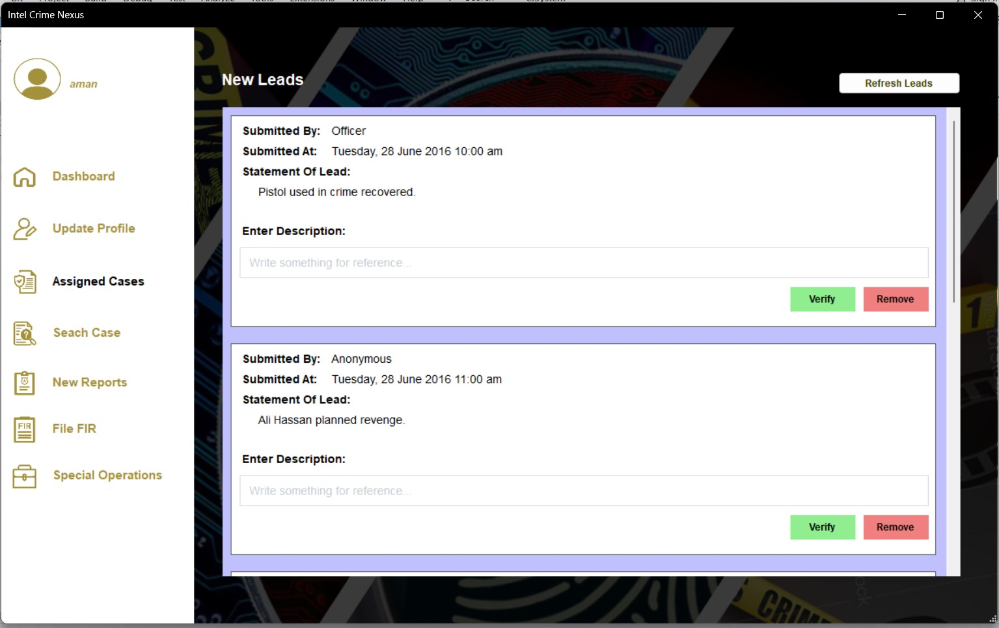 Intel Crime Nexus
aman
Dashboard
Update Profile
Assigned Cases
Seach Case
New Reports
FIR
File FIR
Special Operations
New Leads
Refresh Leads
Submitted By: Officer
Submitted At: Tuesday, 28 June 2016 10:00 am
Statement Of Lead:
Pistol used in crime recovered.
Enter Description:
Write something for reference...
Verify Remove
Submitted By: Anonymous
Submitted At: Tuesday, 28 June 2016 11:00 am
Statement Of Lead:
Ali Hassan planned revenge.
Enter Description:
Write something for reference...
Verify Remove
1
CRIM